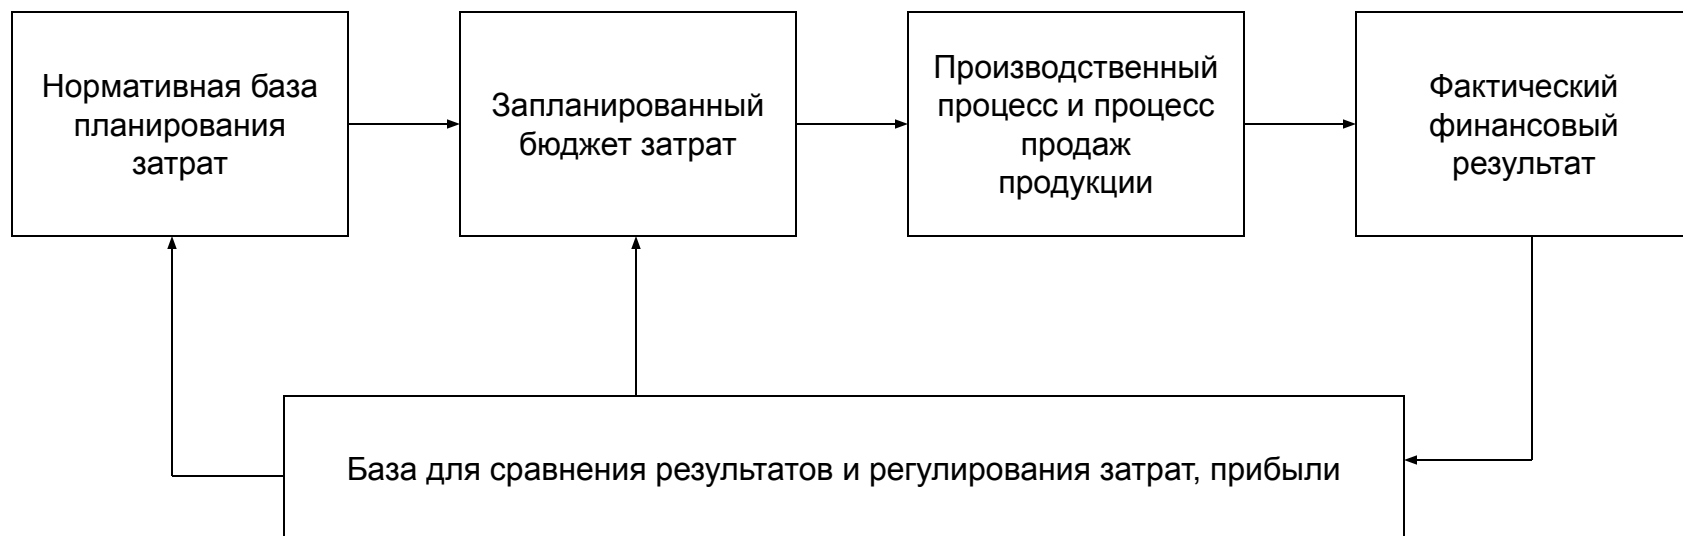 Нормативная база
планирования
затрат
Запланированный
бюджет затрат
Производственный
процесс и процесс
продаж
продукции
Фактический
финансовый
результат
База для сравнения результатов и регулирования затрат, прибыли